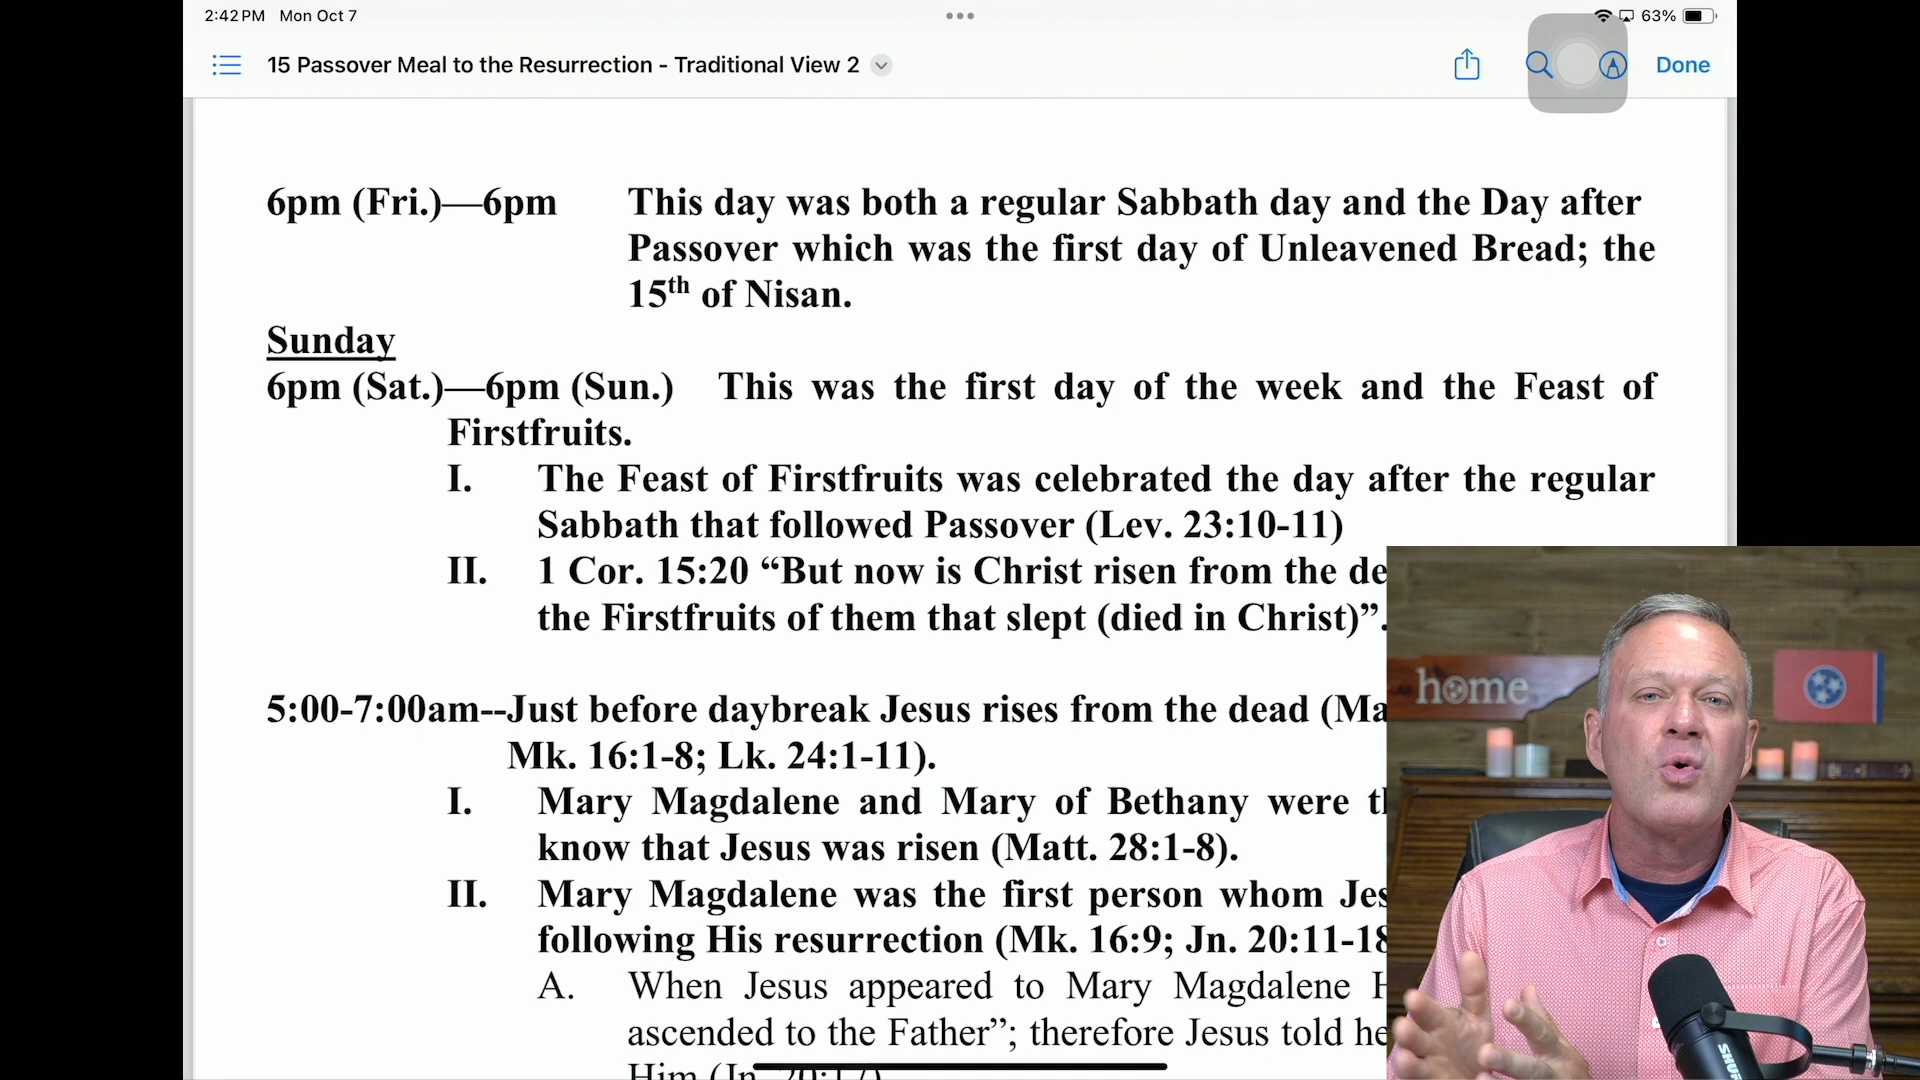 2:42 PM Mon Oct 7
63%
15 Passover Meal to the Resurrection - Traditional View 2
Done
6pm (Fri.)—6pm This day was both a regular Sabbath day and the Day after
Passover which was the first day of Unleavened Bread; the
15th of Nisan.
Sunday
6pm (Sat.)—6pm (Sun.) This was the first day of the week and the Feast of
Firstfruits.
I. The Feast of Firstfruits was celebrated the day after the regular
Sabbath that followed Passover (Lev. 23:10-11)
II. 1 Cor. 15:20 “But now is Christ risen from the de
the Firstfruits of them that slept (died in Christ)”.
5:00-7:00am--Just before daybreak Jesus rises from the dead (Ma
Mk. 16:1-8; Lk. 24:1-11).
I. Mary Magdalene and Mary of Bethany were
know that Jesus was risen (Matt. 28:1-8).
II. Mary Magdalene was the first person whom Jes
following His resurrection (Mk. 16:9; Jn. 20:11-18
A. When Jesus appeared to Mary Magdalene
ascended to the Father”; therefore Jesus told he
Him (Jn. 20:17)
home
SHURE